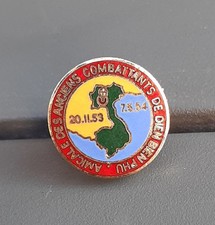 AMICALE DES ANCIENS COMBATTANTS DE DIEN BIEN PHU
20.11.53
7.5.54